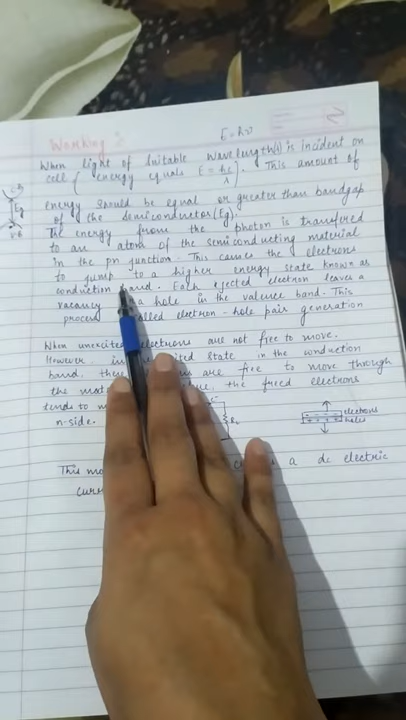 E = hν
Working :
When light of suitable wavelength(λ) is incident on
cell ( energy equals E = hc/λ ). This amount of
energy should be equal or greater than bandgap
of the semiconductor (Eg).
The energy from the photon is transfered
to an atom of the semiconducting material
in the pn junction. This causes the electrons
to jump to a higher energy state known as
conduction band. Each ejected electron leaves a
vacancy a hole in the valence band. This
process called electron-hole pair generation
When unexcited electrons are not free to move.
However in state in the conduction
band, are free to move through
the the freed electrons
tends to
n-side.
electrons
holes
This a dc electric
C.B
Eg
V.B
RL